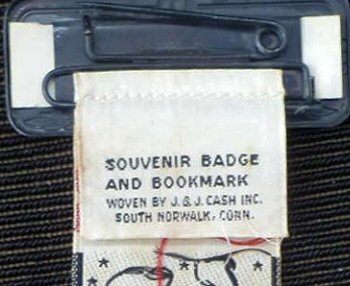 SOUVENIR BADGE
AND BOOKMARK
WOVEN BY J. & J. CASH INC.
SOUTH NORWALK, CONN.